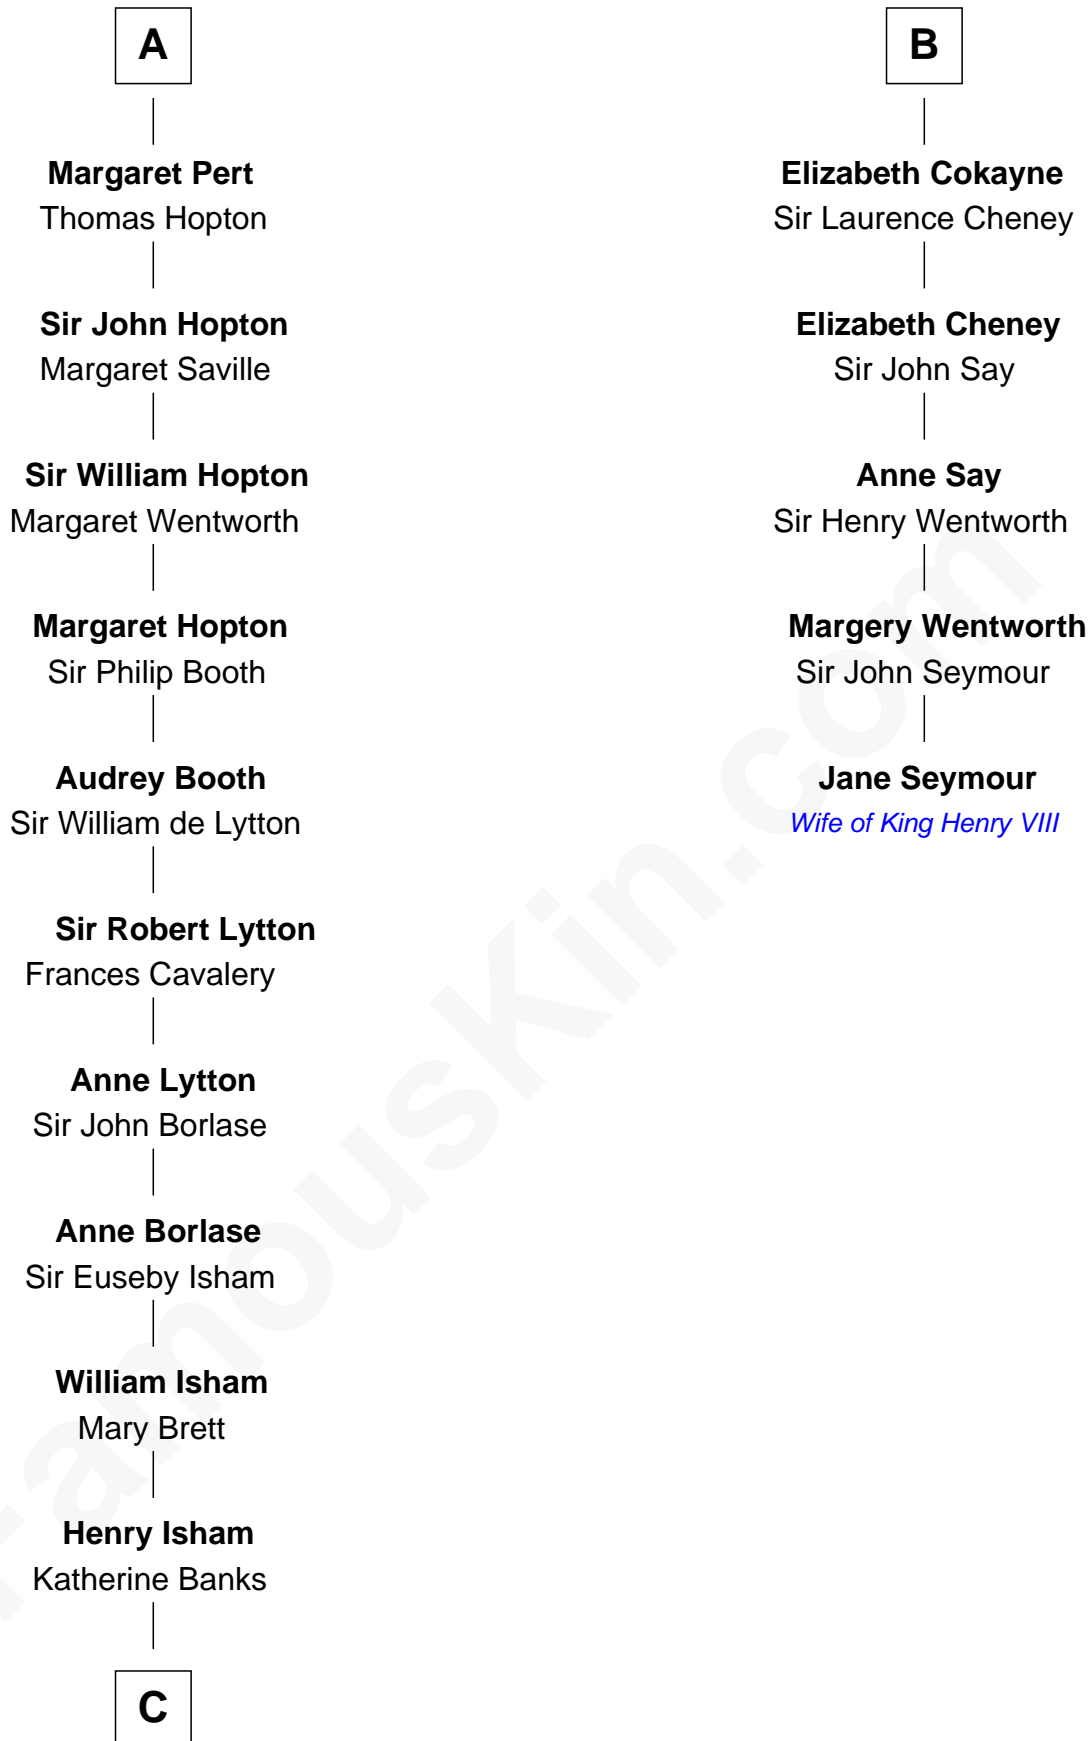 A
Margaret Pert
Thomas Hopton
Sir John Hopton
Margaret Saville
Sir William Hopton
Margaret Wentworth
Margaret Hopton
Sir Philip Booth
Audrey Booth
Sir William de Lytton
Sir Robert Lytton
Frances Cavalery
Anne Lytton
Sir John Borlase
Anne Borlase
Sir Euseby Isham
William Isham
Mary Brett
Henry Isham
Katherine Banks
C
B
Elizabeth Cokayne
Sir Laurence Cheney
Elizabeth Cheney
Sir John Say
Anne Say
Sir Henry Wentworth
Margery Wentworth
Sir John Seymour
Jane Seymour
Wife of King Henry VIII
FamousKin.com